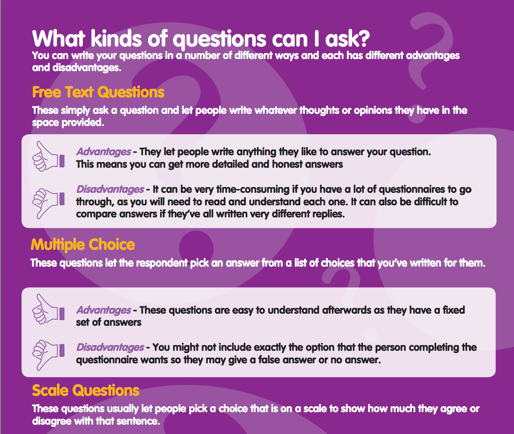 What kinds of questions can I ask?
You can write your questions in a number of different ways and each has different advantages
and disadvantages.
Free Text Questions
These simply ask a question and let people write whatever thoughts or opinions they have in the
space provided.
Advantages - They let people write anything they like to answer your question.
This means you can get more detailed and honest answers
Disadvantages - It can be very time-consuming if you have a lot of questionnaires to go
through, as you will need to read and understand each one. It can also be difficult to
compare answers if they've all written very different replies.
Multiple Choice
These questions let the respondent pick an answer from a list of choices that you've written for them.
Advantages - These questions are easy to understand afterwards as they have a fixed
set of answers
Disadvantages - You might not include exactly the option that the person completing the
questionnaire wants so they may give a false answer or no answer.
Scale Questions
These questions usually let people pick a choice that is on a scale to show how much they agree or
disagree with that sentence.